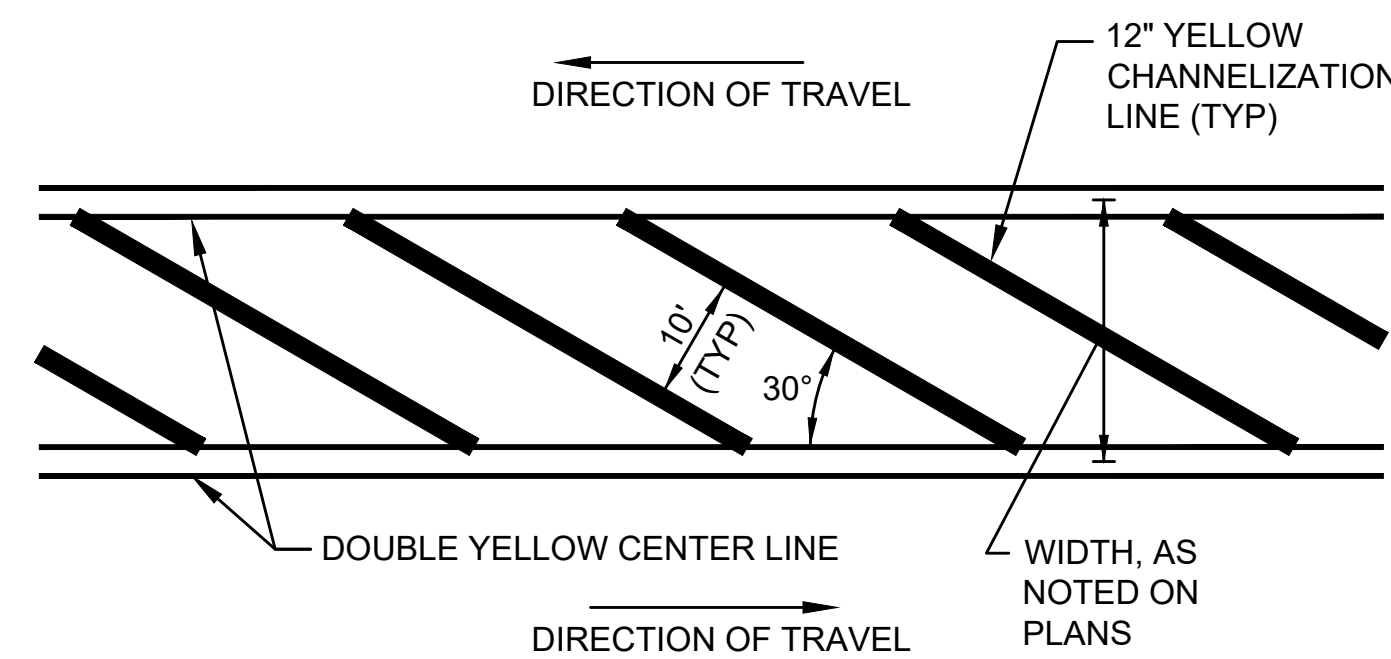 12" YELLOW
CHANNELIZATION
LINE (TYP)
DIRECTION OF TRAVEL
10'
(TYP)
30°
DOUBLE YELLOW CENTER LINE
WIDTH, AS
NOTED ON
PLANS
DIRECTION OF TRAVEL